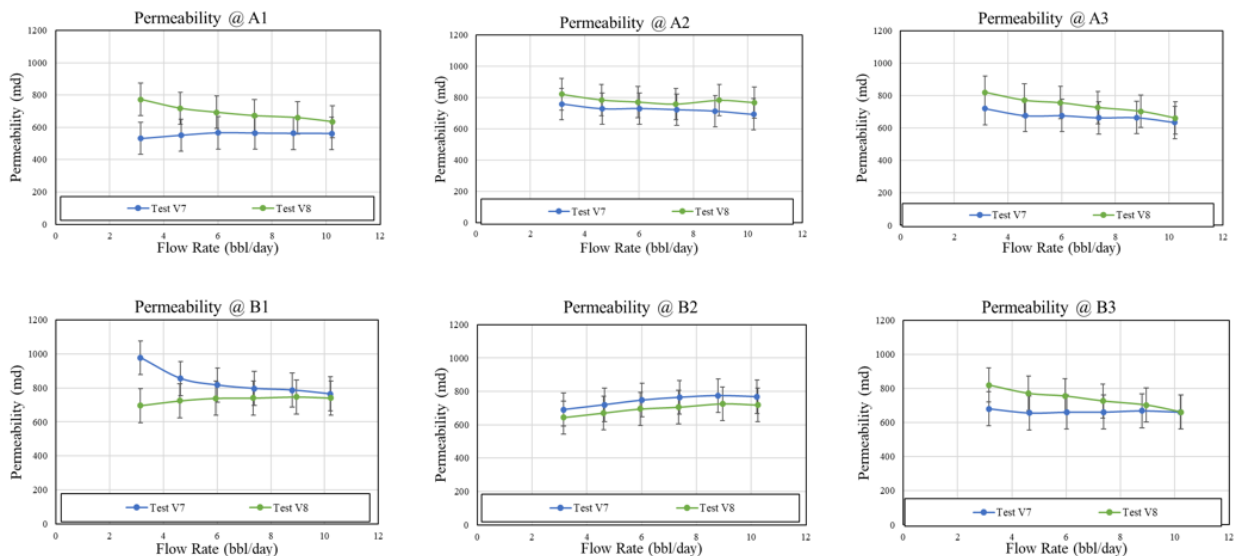 Permeability @ A1
Permeability (md)
1200
1000
800
600
400
200
0
Test V7 Test V8
0 2 4 6 8 10 12
Flow Rate (bbl/day)
Permeability @ A2
Permeability (md)
1200
1000
800
600
400
200
0
Test V7 Test V8
0 2 4 6 8 10 12
Flow Rate (bbl/day)
Permeability @ A3
Permeability (md)
1200
1000
800
600
400
200
0
Test V7 Test V8
0 2 4 6 8 10 12
Flow Rate (bbl/day)
Permeability @ B1
Permeability (md)
1200
1000
800
600
400
200
0
Test V7 Test V8
0 2 4 6 8 10 12
Flow Rate (bbl/day)
Permeability @ B2
Permeability (md)
1200
1000
800
600
400
200
0
Test V7 Test V8
0 2 4 6 8 10 12
Flow Rate (bbl/day)
Permeability @ B3
Permeability (md)
1200
1000
800
600
400
200
0
Test V7 Test V8
0 2 4 6 8 10 12
Flow Rate (bbl/day)